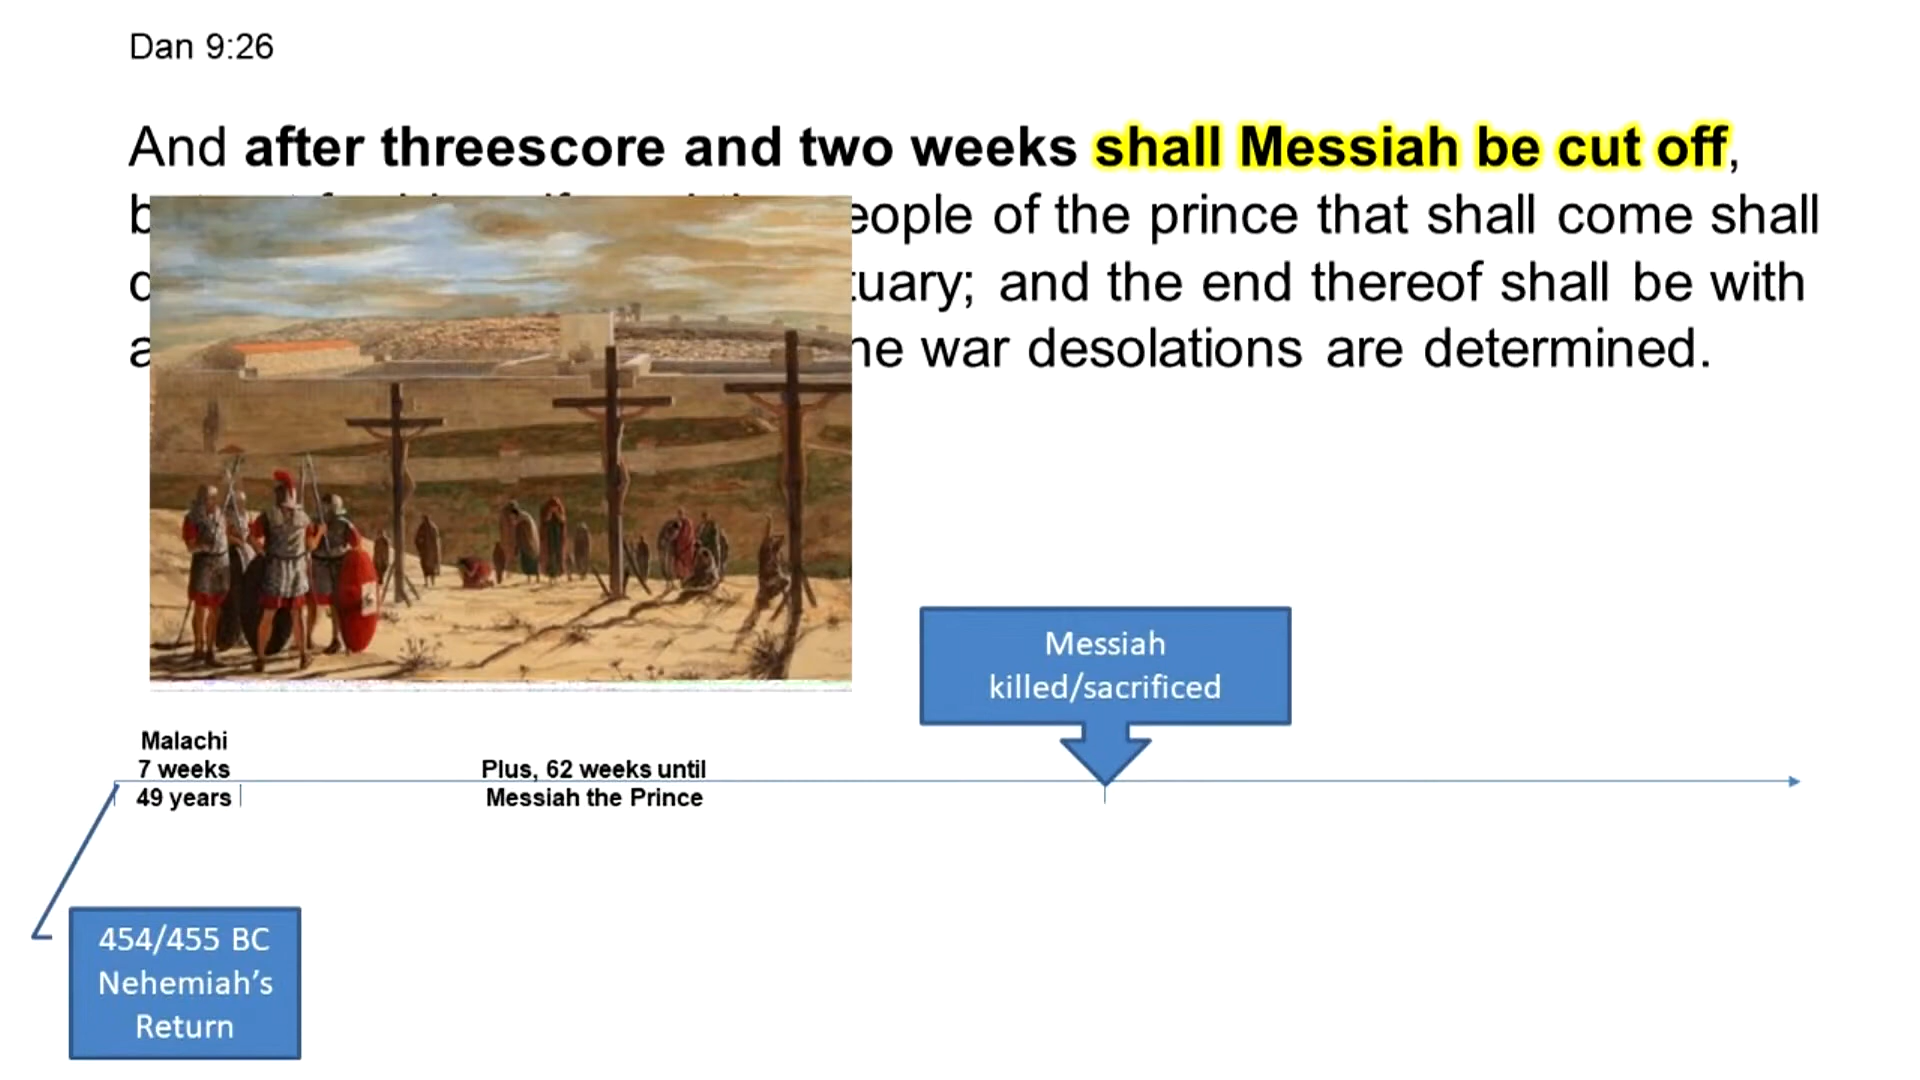 Dan 9:26
And after threescore and two weeks shall Messiah be cut off,
of the prince that shall come shall
and the end thereof shall be with
war desolations are determined.
Messiah
killed/sacrificed
Malachi
7 weeks
49 years
Plus, 62 weeks until
Messiah the Prince
454/455 BC
Nehemiah’s
Return